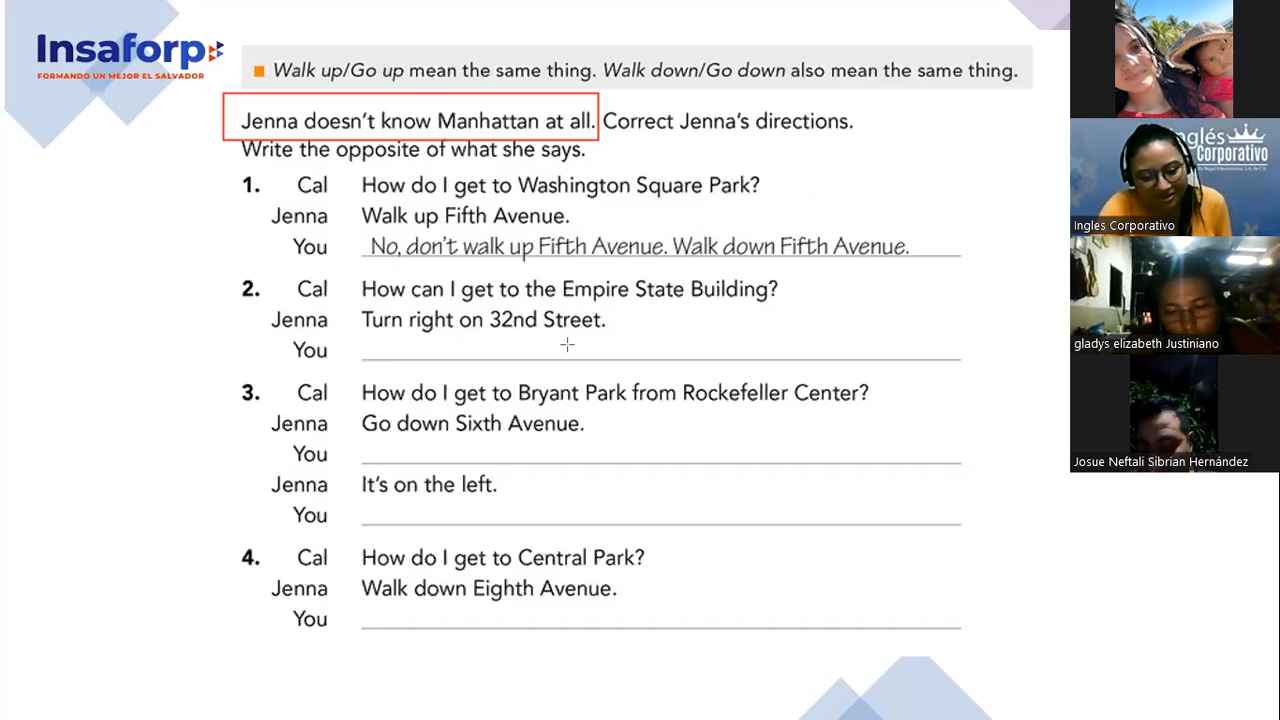 Insaforp
FORMANDO UN MEJOR EL SALVADOR
Walk up/Go up mean the same thing. Walk down/Go down also mean the same thing.
Jenna doesn't know Manhattan at all. Correct Jenna's directions.
Write the opposite of what she says.
1. Cal How do I get to Washington Square Park?
Jenna Walk up Fifth Avenue.
You No, don't walk up Fifth Avenue. Walk down Fifth Avenue.
2. Cal How can I get to the Empire State Building?
Jenna Turn right on 32nd Street.
You
3. Cal How do I get to Bryant Park from Rockefeller Center?
Jenna Go down Sixth Avenue.
You
Jenna It's on the left.
You
4. Cal How do I get to Central Park?
Jenna Walk down Eighth Avenue.
You
Inglés
Corporativo
Ingles Corporativo
gladys elizabeth Justiniano
Josue Neftali Sibrian Hernández